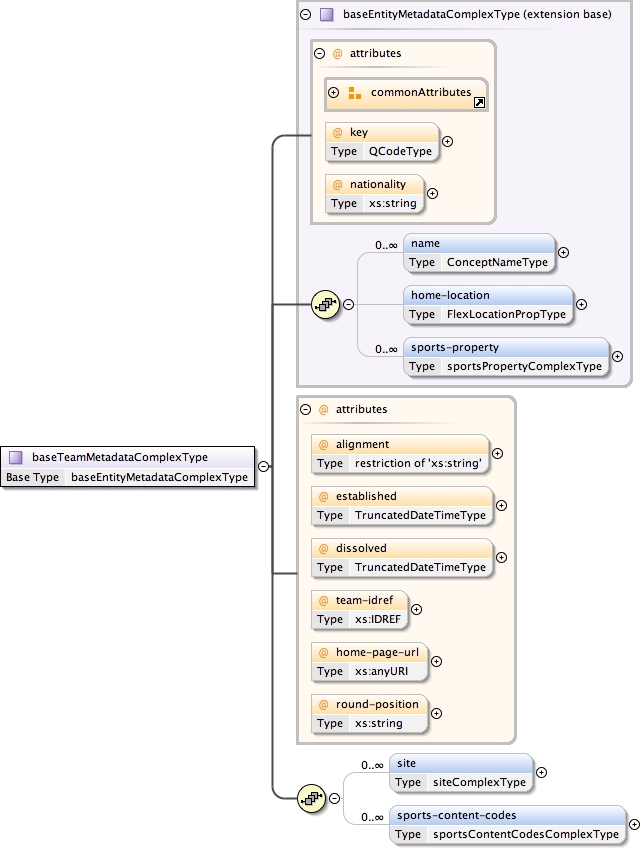 baseEntityMetadataComplexType (extension base)
@ attributes
commonAttributes
@ key
Type QCodeType
@ nationality
Type xs:string
0..∞ name
Type ConceptNameType
home-location
Type FlexLocationPropType
0..∞ sports-property
Type sportsPropertyComplexType
baseTeamMetadataComplexType
Base Type baseEntityMetadataComplexType
@ attributes
@ alignment
Type restriction of 'xs:string'
@ established
Type TruncatedDateTimeType
@ dissolved
Type TruncatedDateTimeType
@ team-idref
Type xs:IDREF
@ home-page-url
Type xs:anyURI
@ round-position
Type xs:string
0..∞ site
Type siteComplexType
0..∞ sports-content-codes
Type sportsContentCodesComplexType